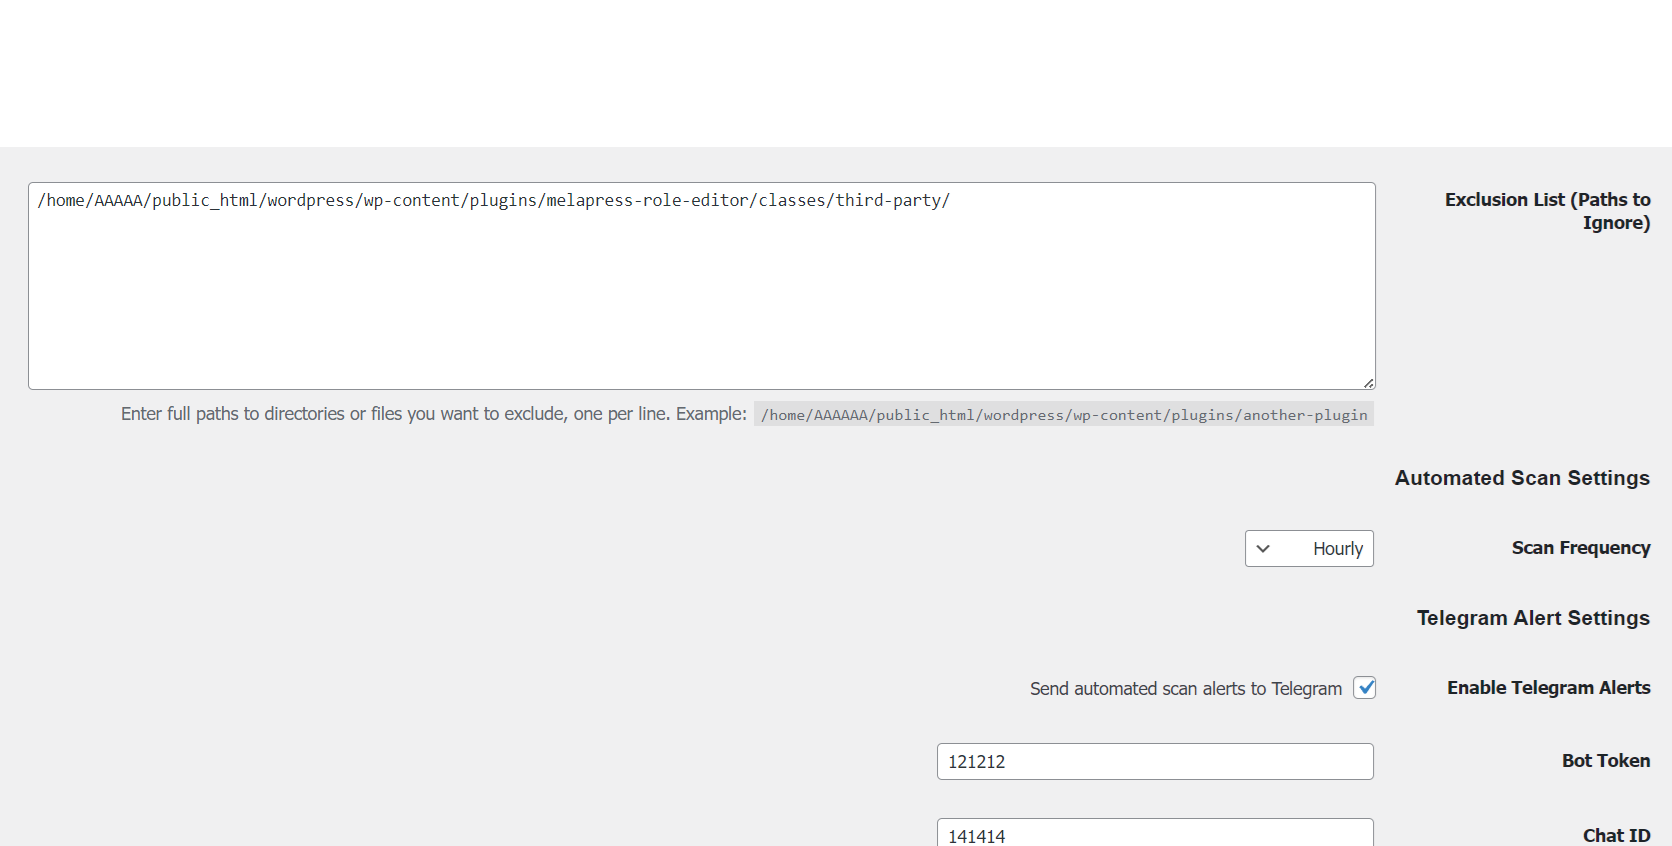 Exclusion List (Paths to
Ignore)
/home/AAAAA/public_html/wordpress/wp-content/plugins/melapress-role-editor/classes/third-party/
Enter full paths to directories or files you want to exclude, one per line. Example: /home/AAAAAA/public_html/wordpress/wp-content/plugins/another-plugin
Automated Scan Settings
Scan Frequency
Hourly
Telegram Alert Settings
Enable Telegram Alerts
Send automated scan alerts to Telegram
Bot Token
121212
Chat ID
141414